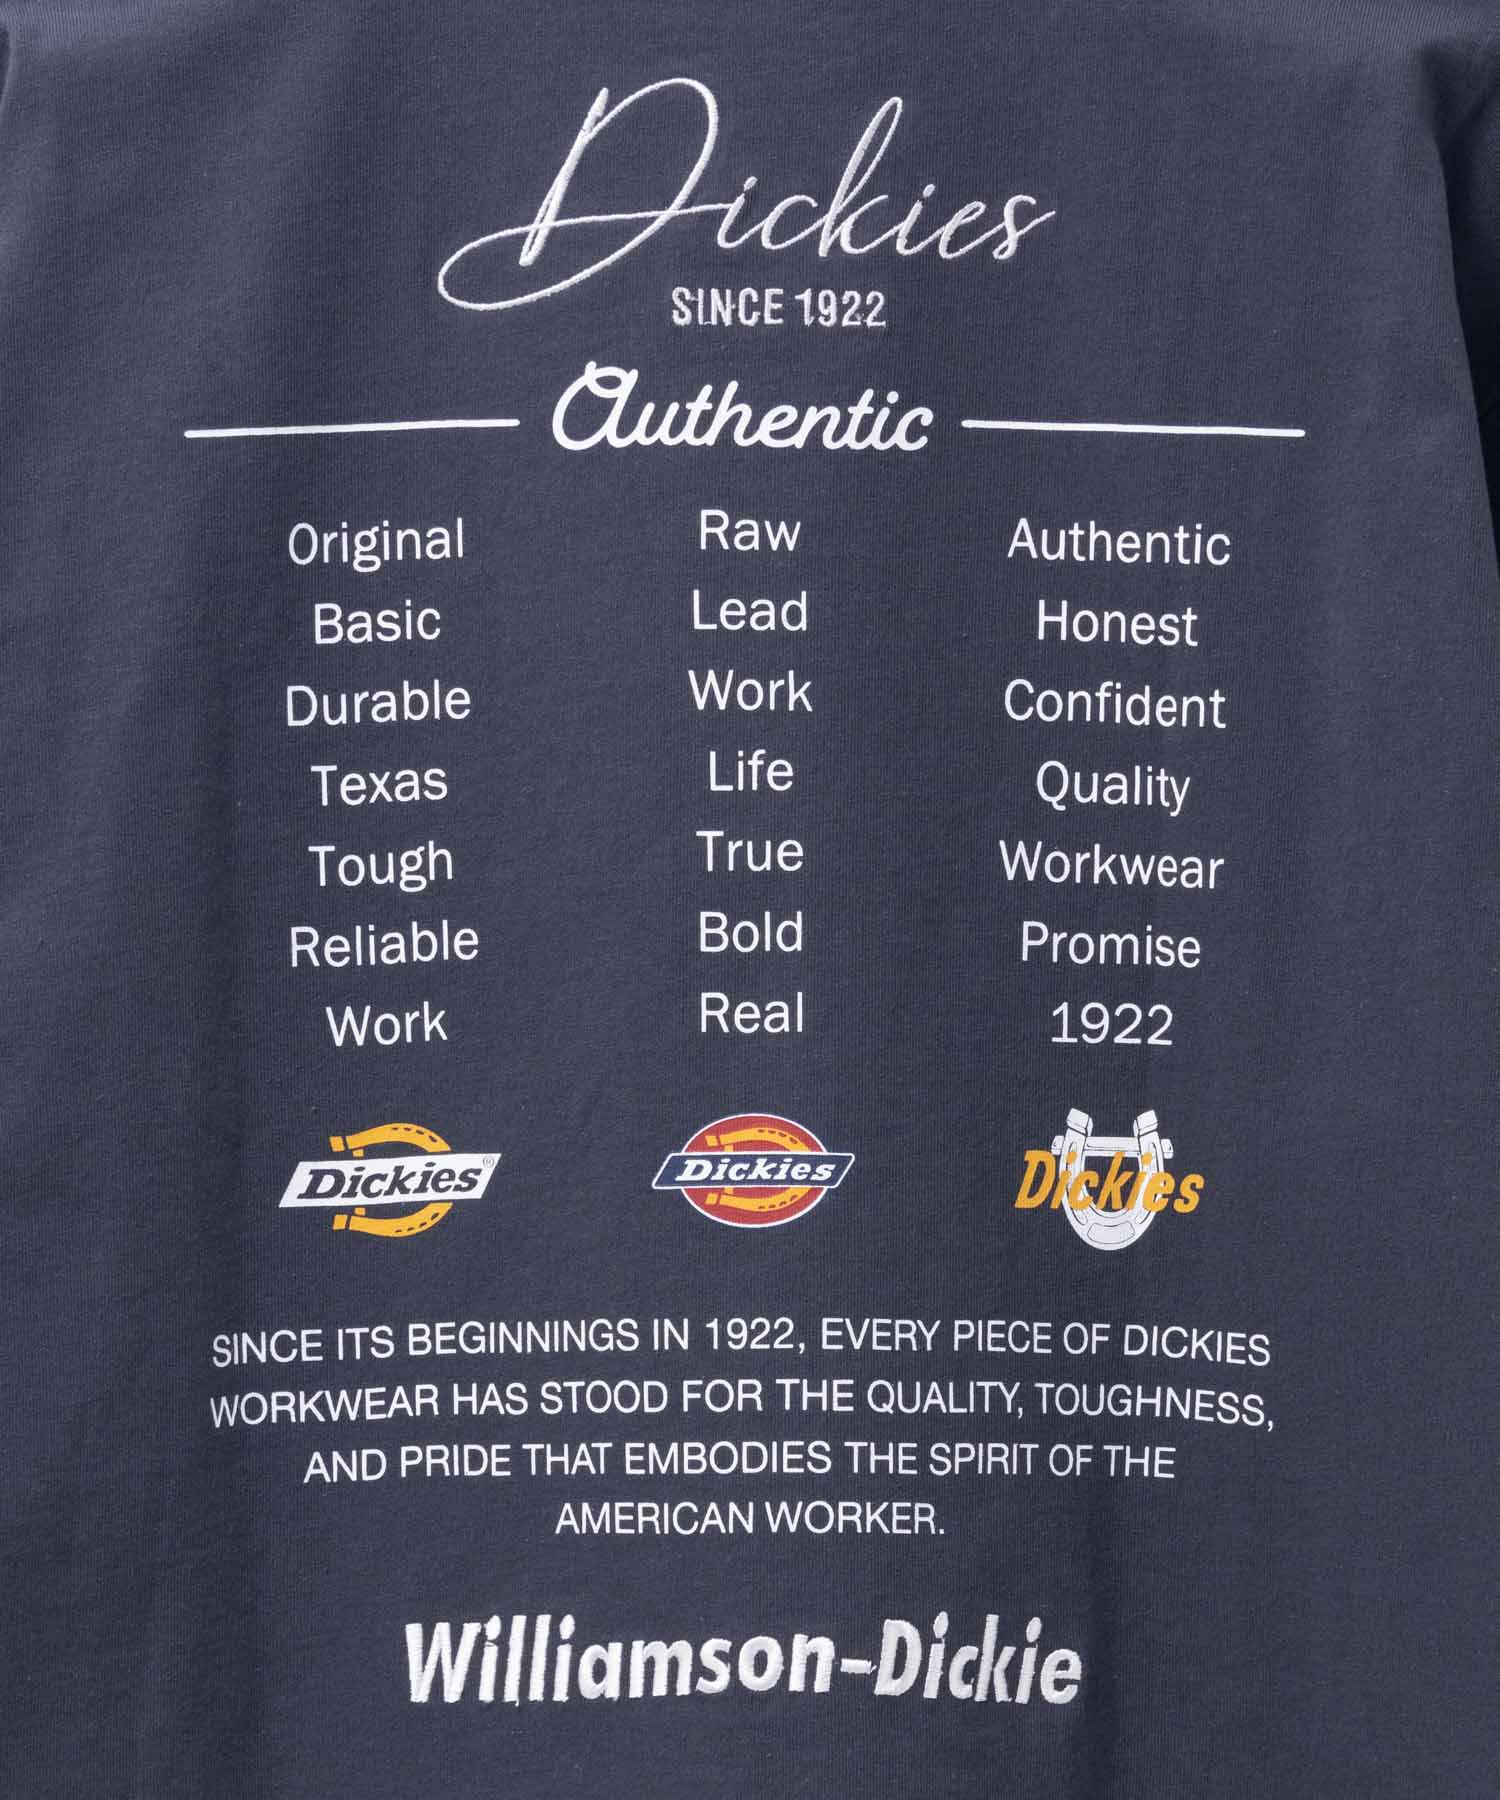 Dickies
SINCE 1922
Authentic
Original Raw Authentic
Basic Lead Honest
Durable Work Confident
Texas Life Quality
Tough True Workwear
Reliable Bold Promise
Work Real 1922
Dickies® Dickies Dickies
SINCE ITS BEGINNINGS IN 1922, EVERY PIECE OF DICKIES
WORKWEAR HAS STOOD FOR THE QUALITY, TOUGHNESS,
AND PRIDE THAT EMBODIES THE SPIRIT OF THE
AMERICAN WORKER.
Williamson-Dickie